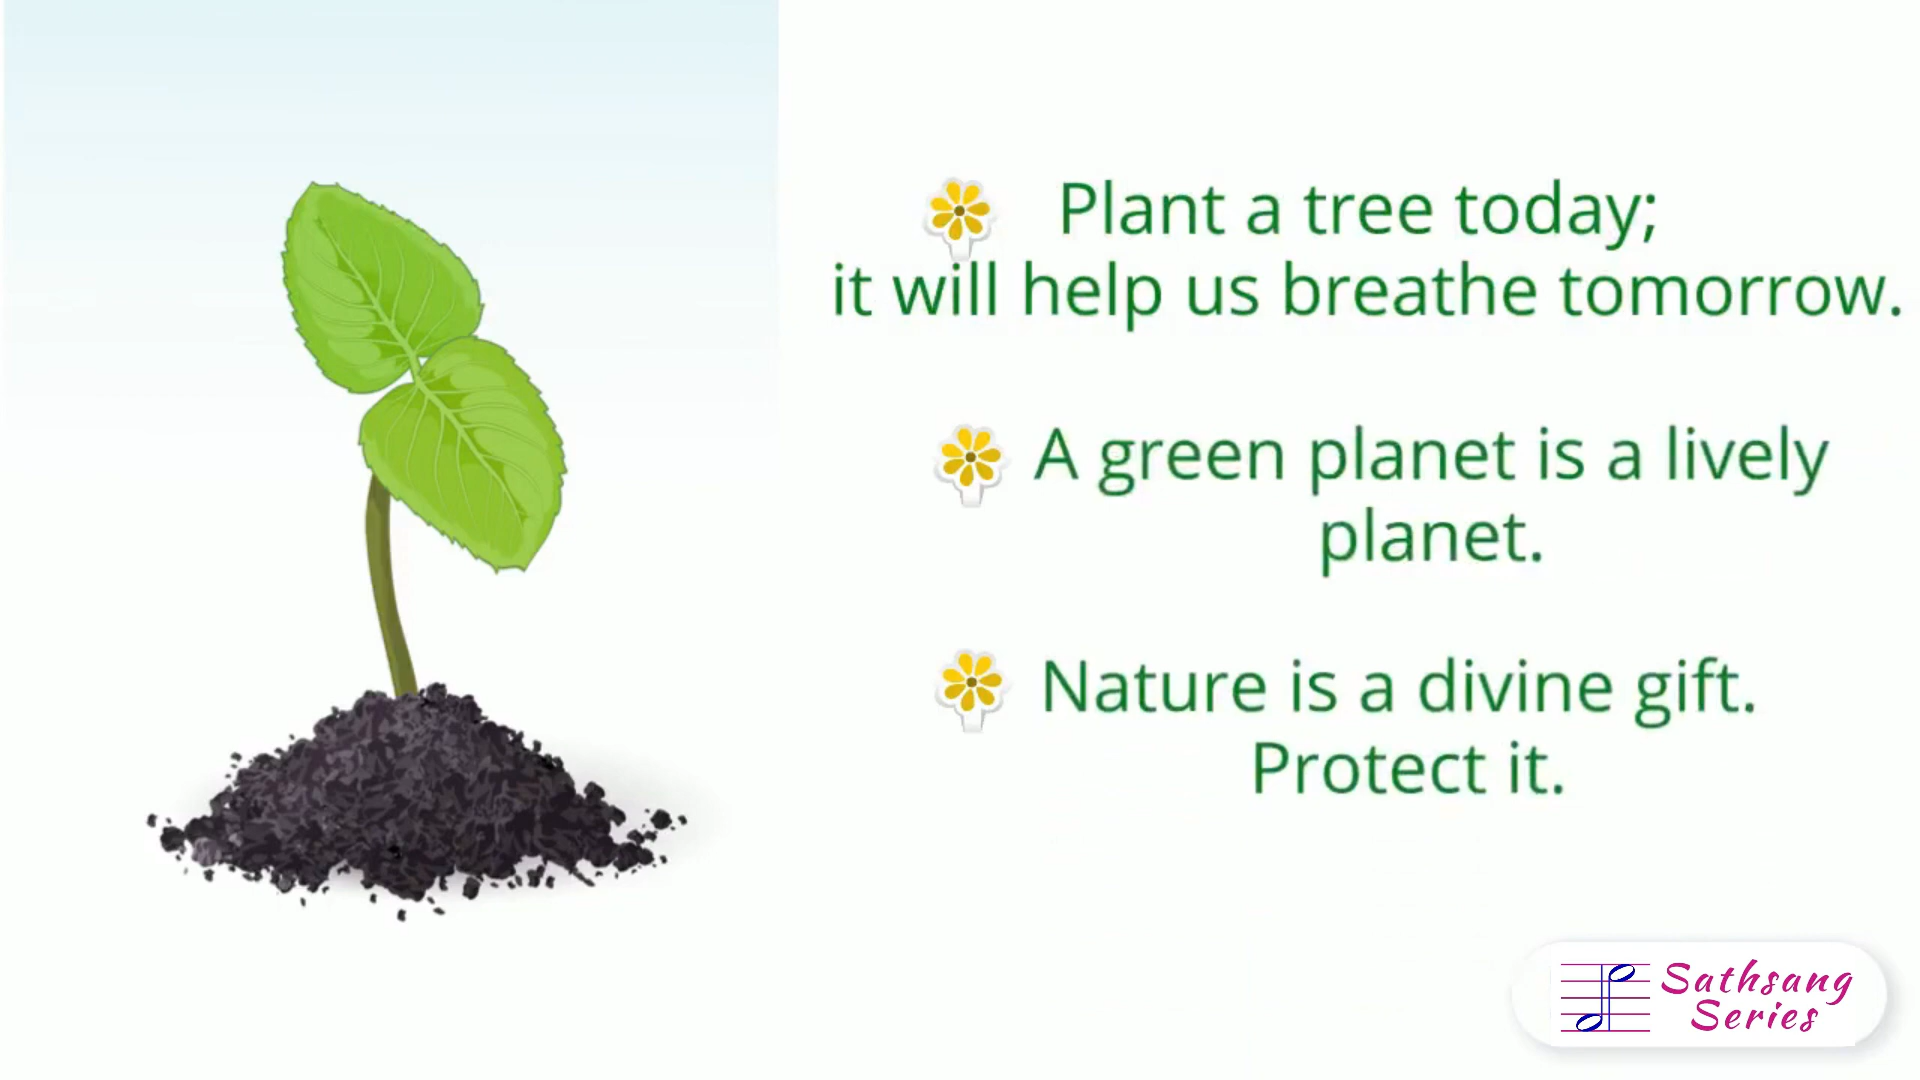 Plant a tree today;
it will help us breathe tomorrow.
A green planet is a lively
planet.
Nature is a divine gift.
Protect it.
Sathsang
Series